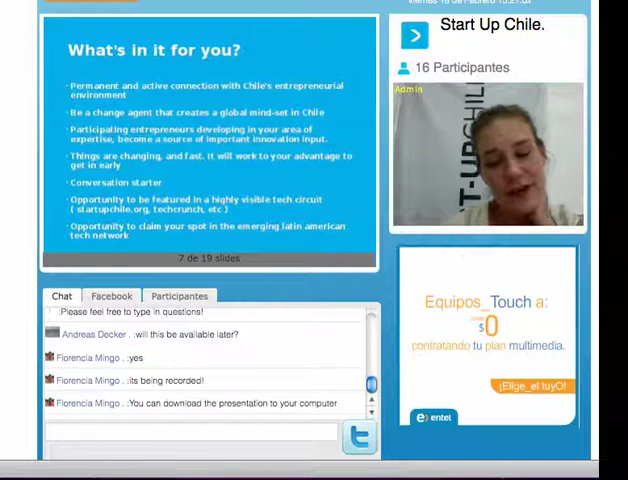 Start Up Chile.
16 Participantes
Admin
What's in it for you?
· Permanent and active connection with Chile's entrepreneurial
environment
· Be a change agent that creates a global mind-set in Chile
· Participating entrepreneurs developing in your area of
expertise, become a source of important innovation input.
· Things are changing, and fast. It will work to your advantage to
get in early
· Conversation starter
· Opportunity to be featured in a highly visible tech circuit
( startupchile.org, techcrunch, etc )
· Opportunity to claim your spot in the emerging latin american
tech network
7 de 19 slides
Chat Facebook Participantes
:Please feel free to type in questions!
Andreas Decker . :will this be available later?
Florencia Mingo . :yes
Florencia Mingo . :its being recorded!
Florencia Mingo . :You can download the presentation to your computer
Equipos Touch a:
$0
contratando tu plan multimedia.
¡Elige el tuyO!
entel